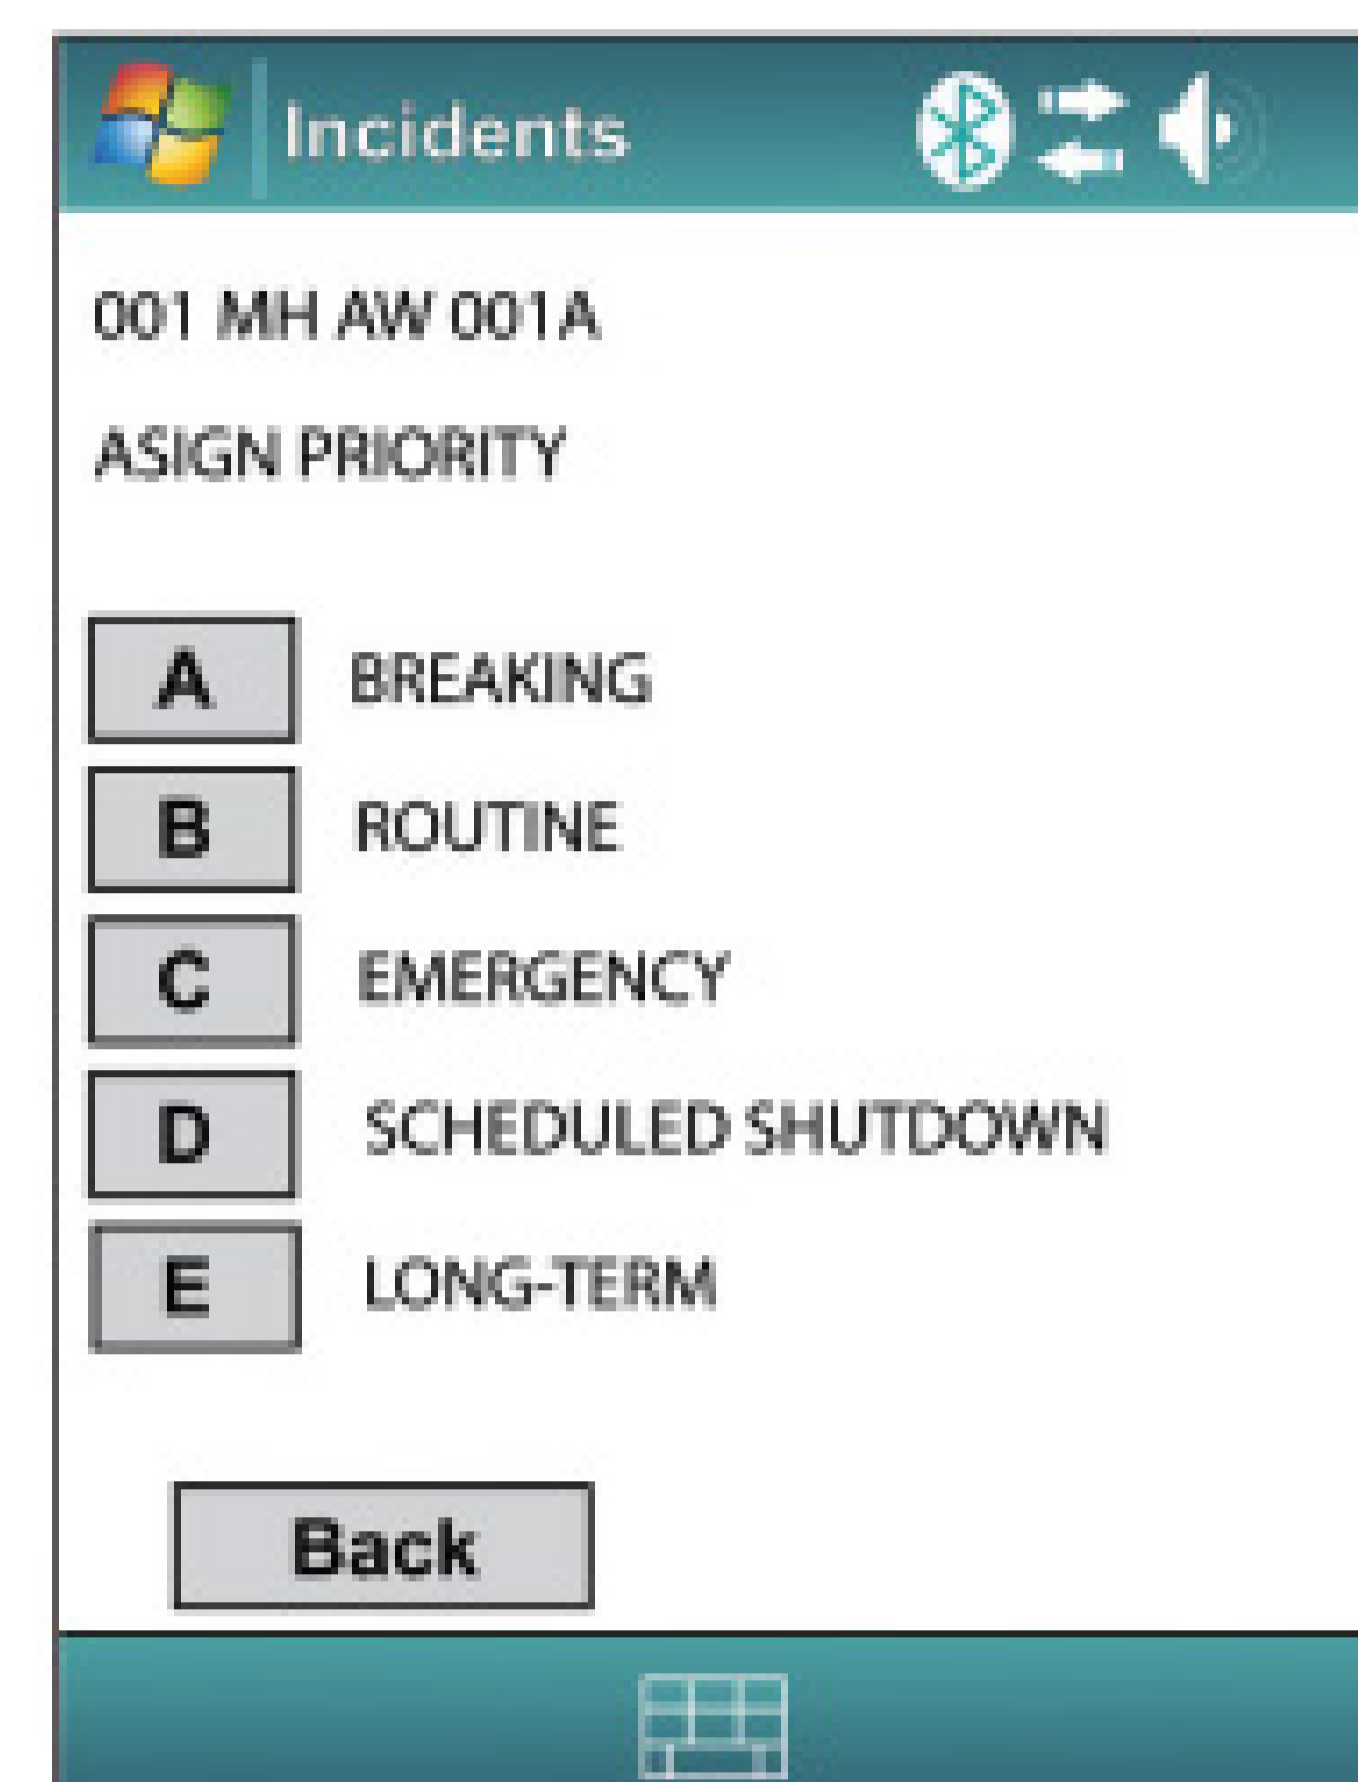 Incidents
001 MH AW 001A
ASIGN PRIORITY
A BREAKING
B ROUTINE
C EMERGENCY
D SCHEDULED SHUTDOWN
E LONG-TERM
Back